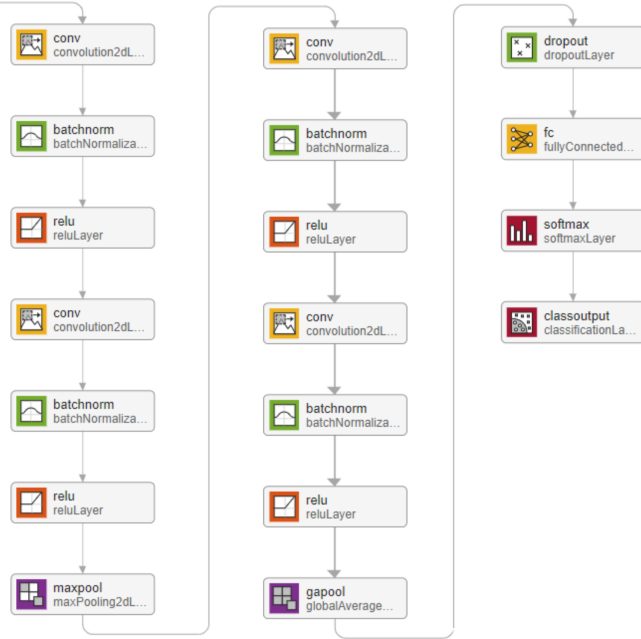 conv
convolution2dL...
batchnorm
batchNormaliza...
relu
reluLayer
conv
convolution2dL...
batchnorm
batchNormaliza...
relu
reluLayer
maxpool
maxPooling2dL...
conv
convolution2dL...
batchnorm
batchNormaliza...
relu
reluLayer
conv
convolution2dL...
batchnorm
batchNormaliza...
relu
reluLayer
gapool
globalAverage...
dropout
dropoutLayer
fc
fullyConnected...
softmax
softmaxLayer
classoutput
classificationLa...